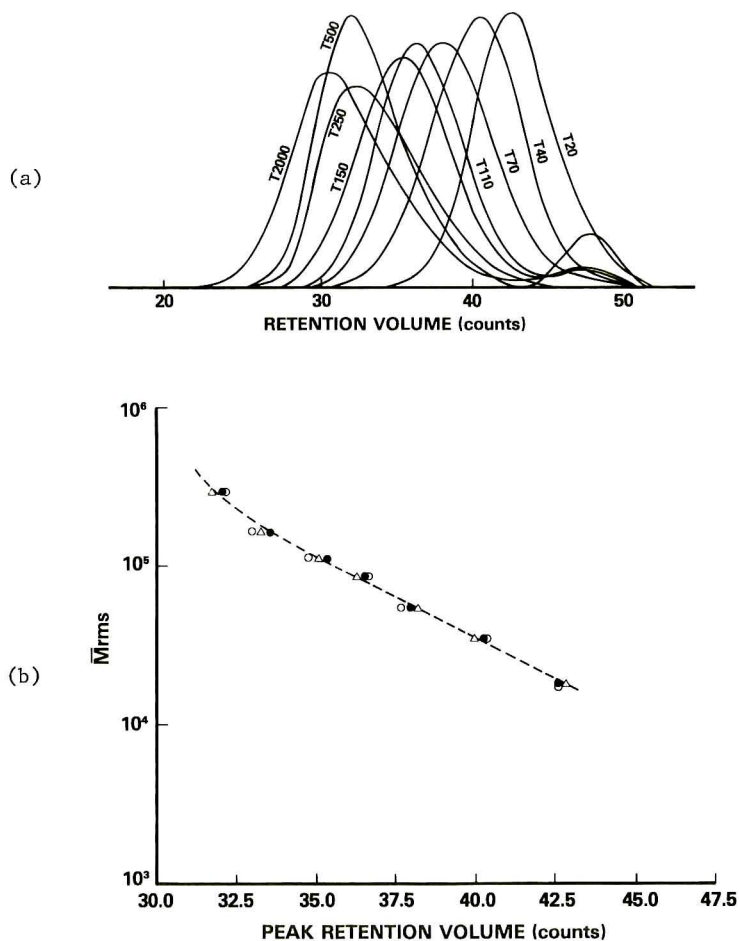 (a)
T2000
T500
T250
T150
T110
T70
T40
T20
20 30 40 50
RETENTION VOLUME (counts)
(b)
M̅rms
10⁶
10⁵
10⁴
10³
30.0 32.5 35.0 37.5 40.0 42.5 45.0 47.5
PEAK RETENTION VOLUME (counts)